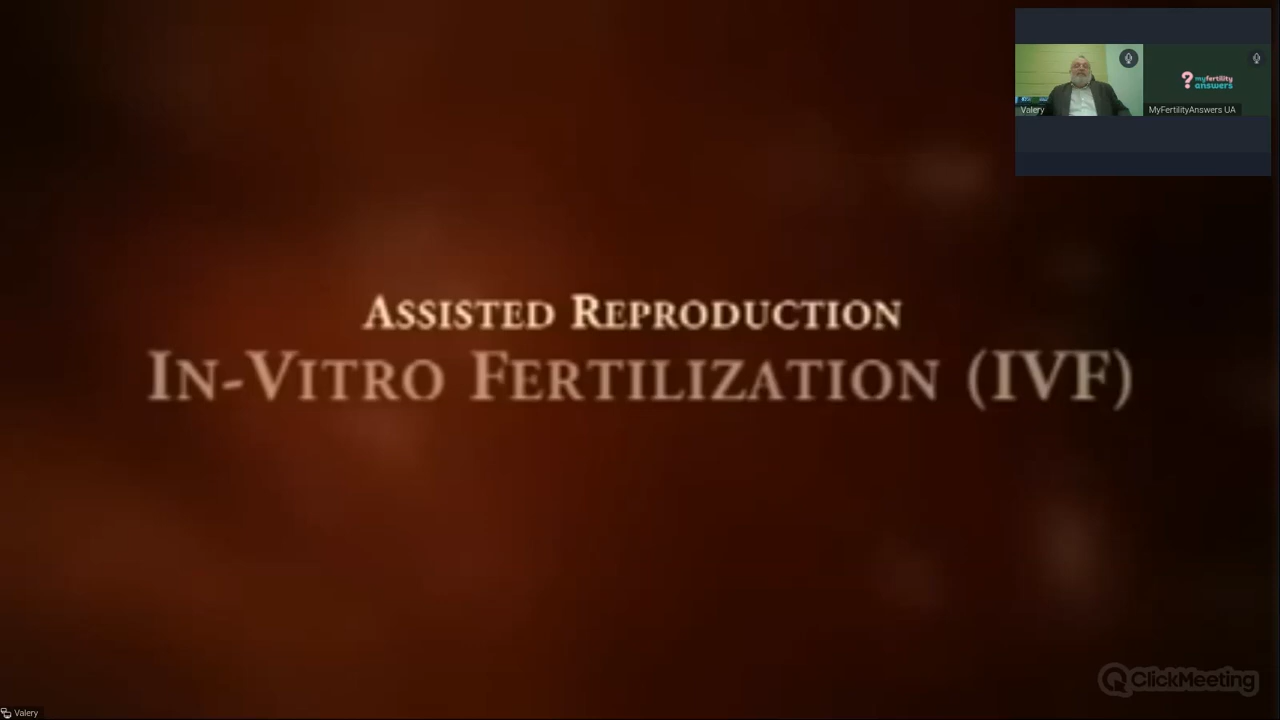 Valery
? myfertility
answers
MyFertilityAnswers UA
ASSISTED REPRODUCTION
IN-VITRO FERTILIZATION (IVF)
ClickMeeting
Valery